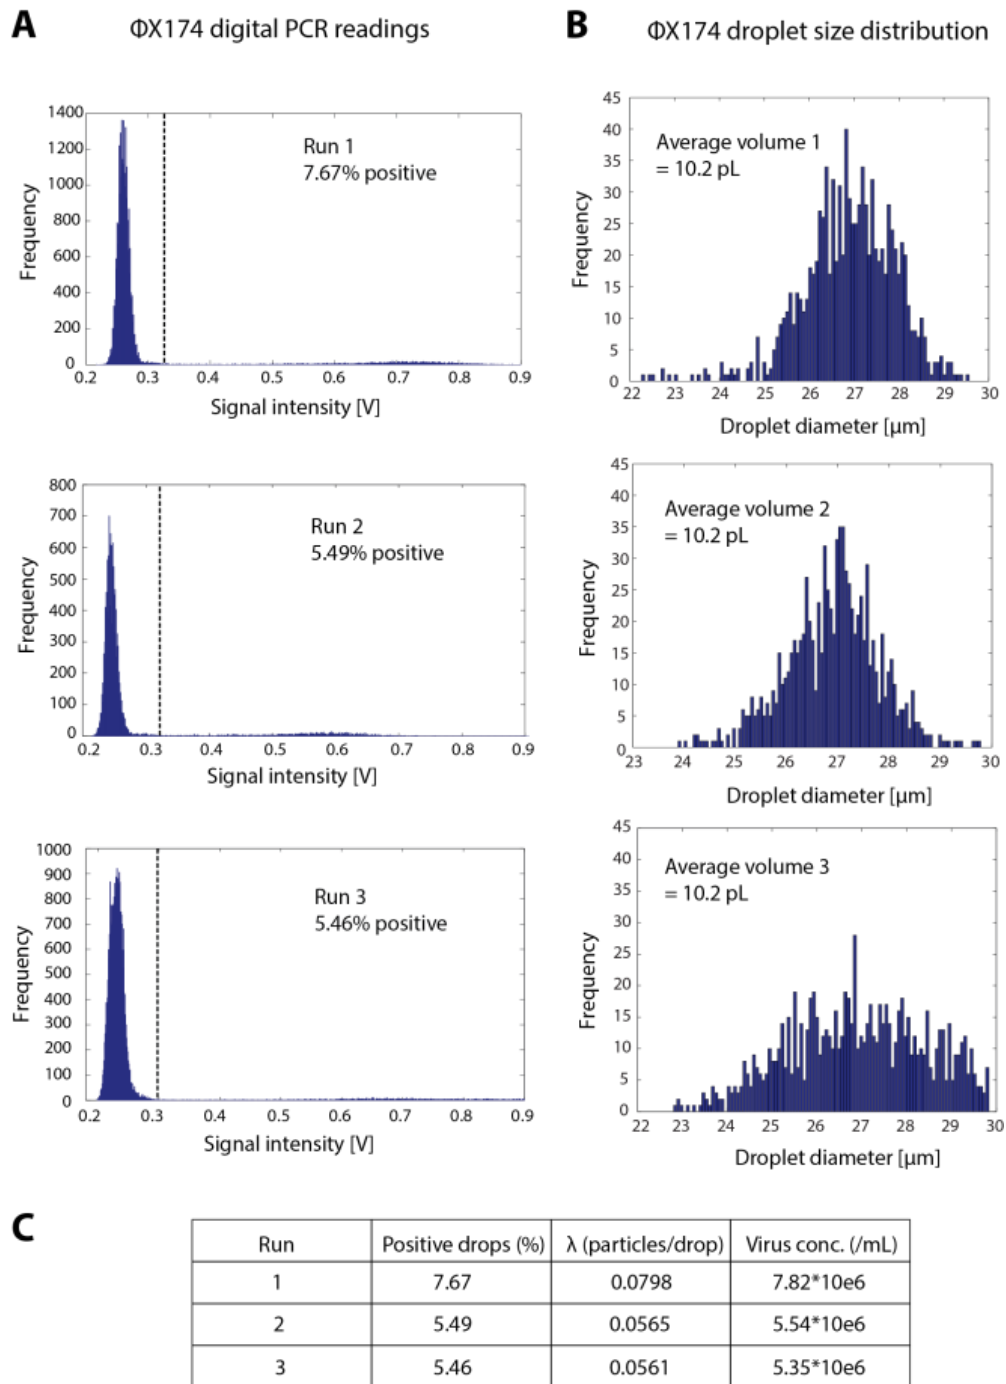 A
ΦX174 digital PCR readings
1400
1200
1000
800
600
400
200
0
Frequency
Run 1
7.67% positive
0.2 0.3 0.4 0.5 0.6 0.7 0.8 0.9
Signal intensity [V]
800
700
600
500
400
300
200
100
0
Frequency
Run 2
5.49% positive
0.2 0.3 0.4 0.5 0.6 0.7 0.8 0.9
Signal intensity [V]
1000
900
800
700
600
500
400
300
200
100
0
Frequency
Run 3
5.46% positive
0.2 0.3 0.4 0.5 0.6 0.7 0.8 0.9
Signal intensity [V]
B
ΦX174 droplet size distribution
45
40
35
30
25
20
15
10
5
0
Frequency
Average volume 1
= 10.2 pL
22 23 24 25 26 27 28 29 30
Droplet diameter [µm]
45
40
35
30
25
20
15
10
5
0
Frequency
Average volume 2
= 10.2 pL
23 24 25 26 27 28 29 30
Droplet diameter [µm]
45
40
35
30
25
20
15
10
5
0
Frequency
Average volume 3
= 10.2 pL
22 23 24 25 26 27 28 29 30
Droplet diameter [µm]
C
Run Positive drops (%) λ (particles/drop) Virus conc. (/mL)
1 7.67 0.0798 7.82*10e6
2 5.49 0.0565 5.54*10e6
3 5.46 0.0561 5.35*10e6